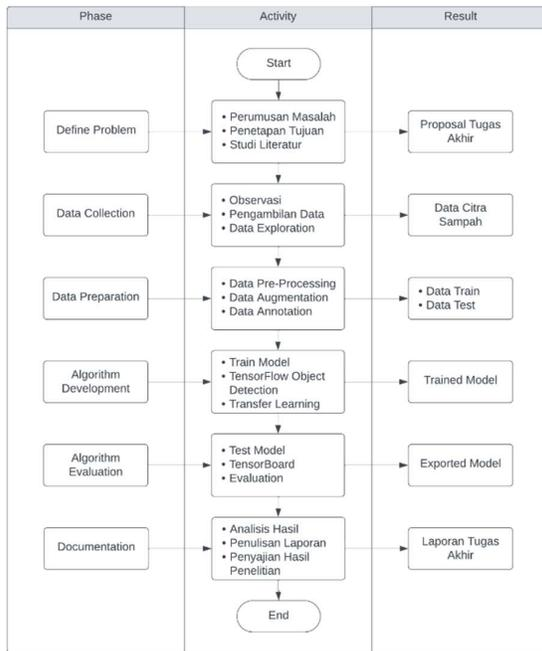 Phase
Activity
Result
Start
Define Problem
• Perumusan Masalah
• Penetapan Tujuan
• Studi Literatur
Proposal Tugas
Akhir
Data Collection
• Observasi
• Pengambilan Data
• Data Exploration
Data Citra
Sampah
Data Preparation
• Data Pre-Processing
• Data Augmentation
• Data Annotation
• Data Train
• Data Test
Algorithm
Development
• Train Model
• TensorFlow Object
Detection
• Transfer Learning
Trained Model
Algorithm
Evaluation
• Test Model
• TensorBoard
• Evaluation
Exported Model
Documentation
• Analisis Hasil
• Penulisan Laporan
• Penyajian Hasil
Penelitian
Laporan Tugas
Akhir
End